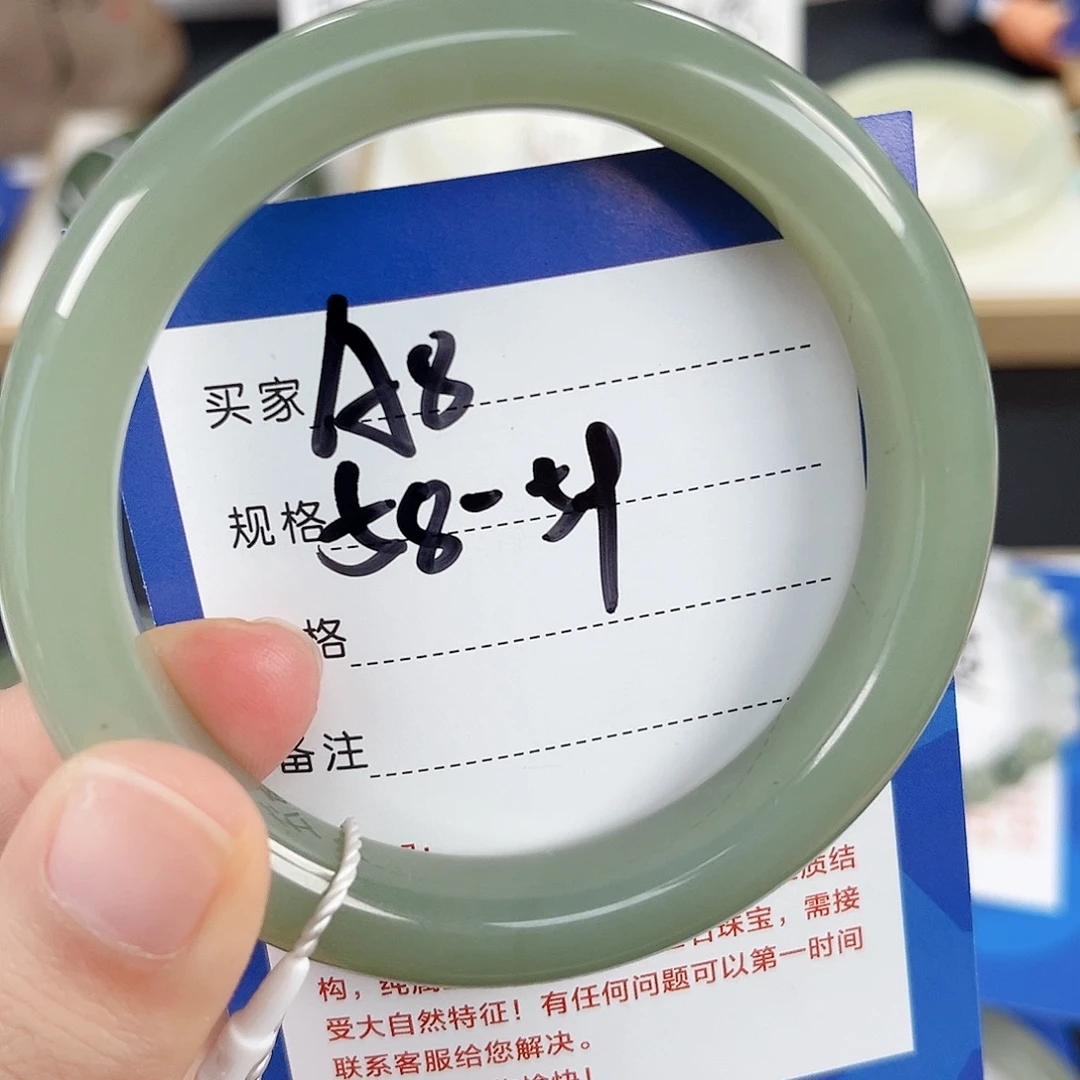 买家 A8
规格 58-
格
备注
质结
构，纯属 珠宝，需接
受大自然特征！有任何问题可以第一时间
联系客服给您解决。
愉快！